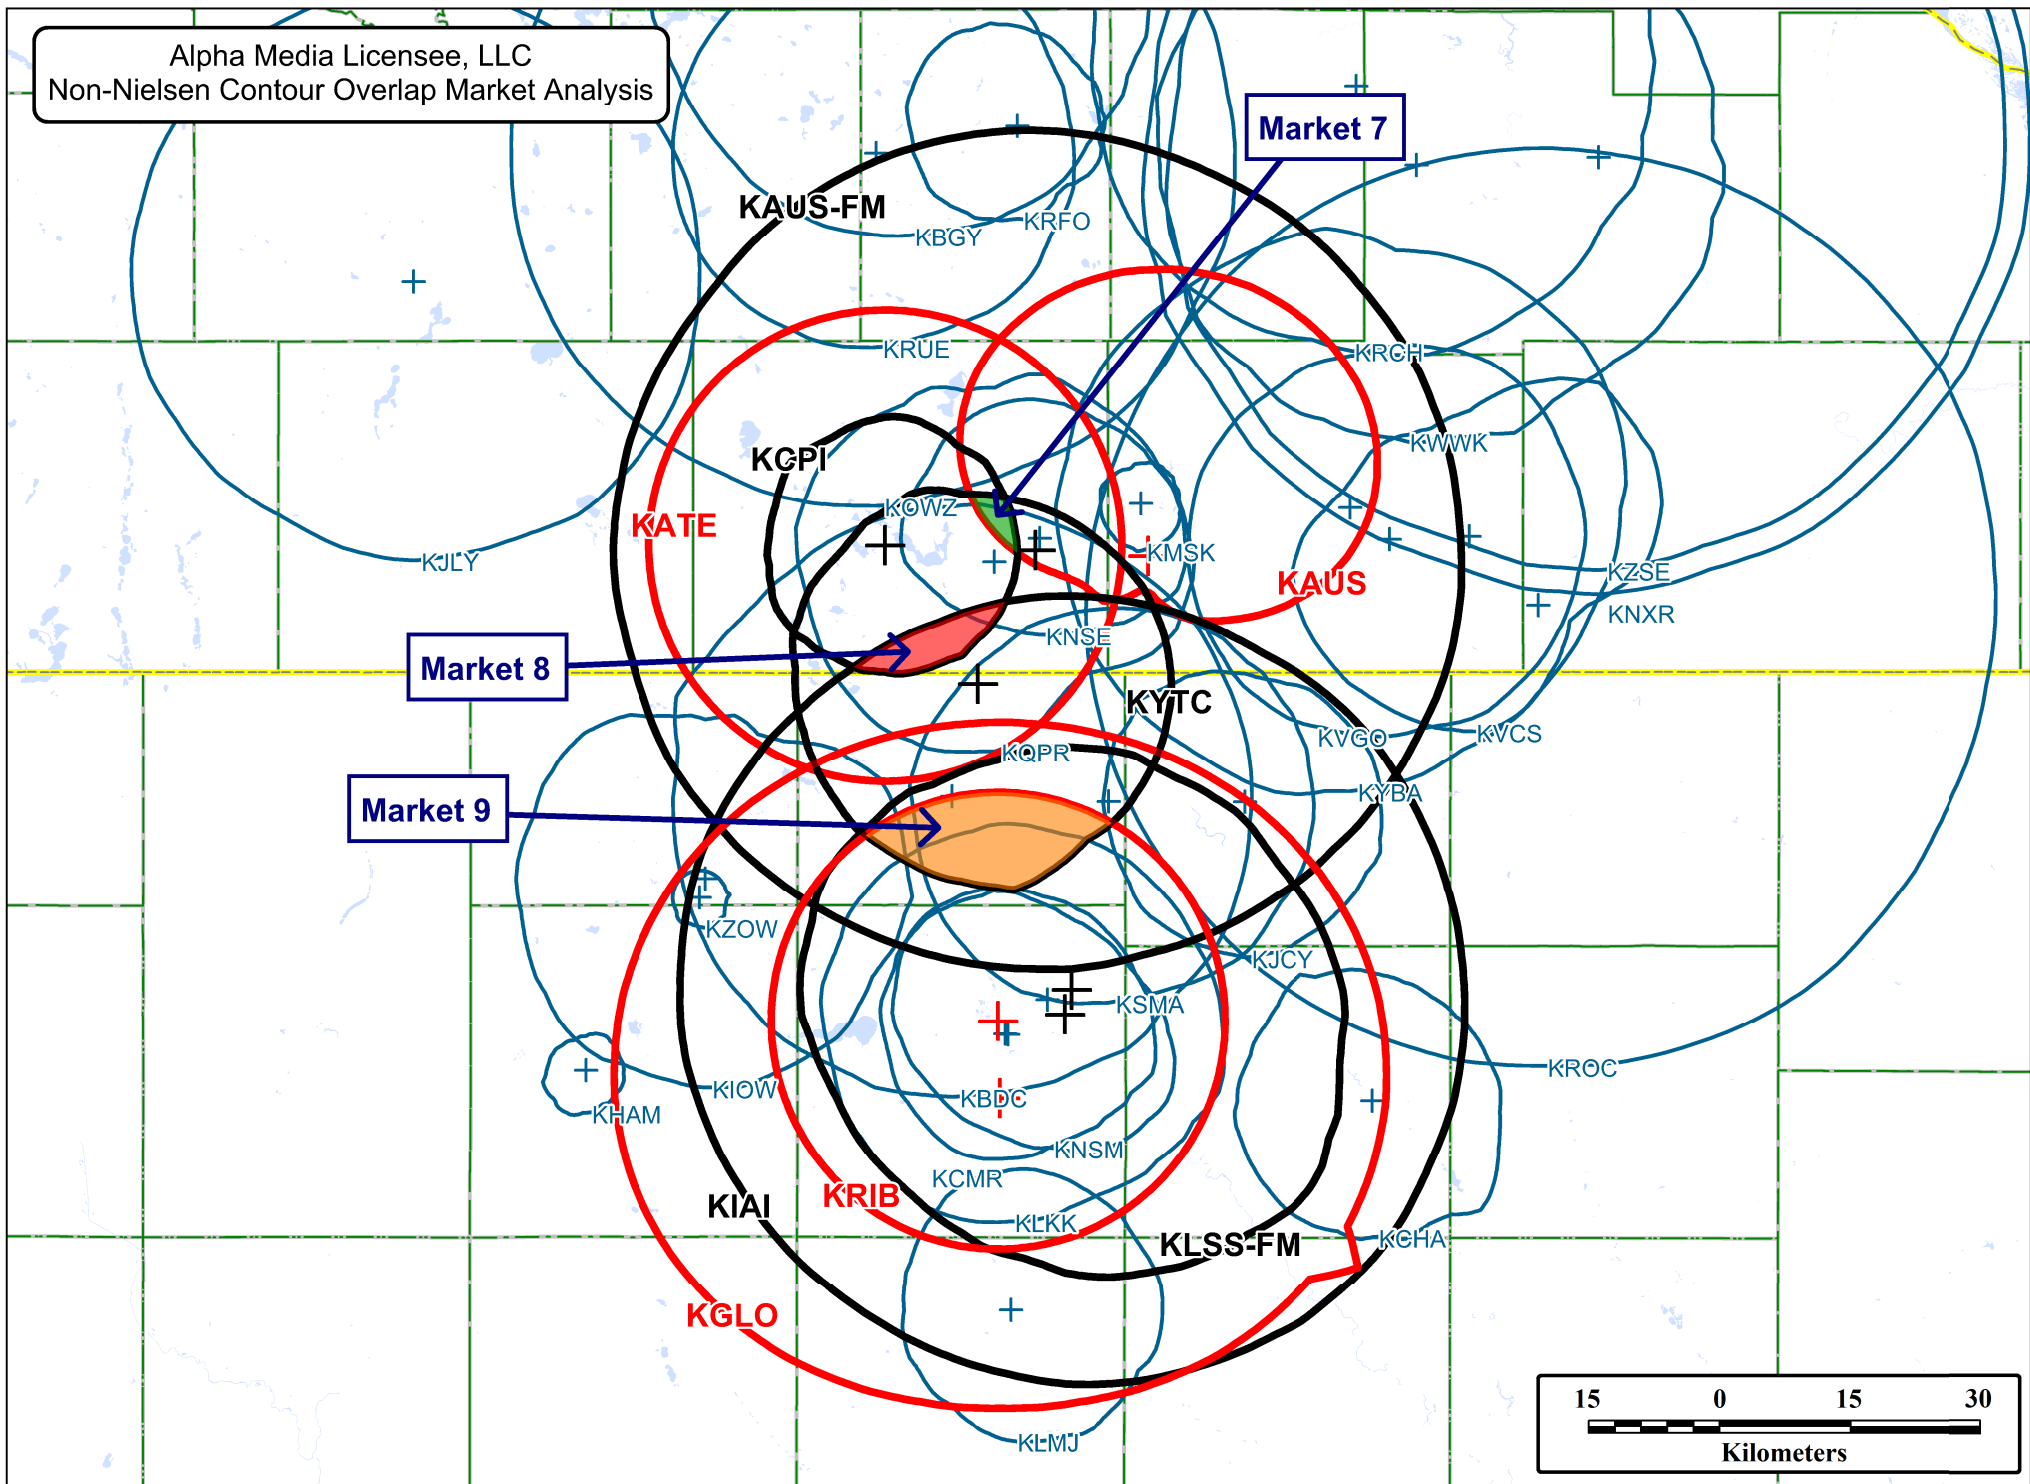 Alpha Media Licensee, LLC
Non-Nielsen Contour Overlap Market Analysis
Market 7
KAUS-FM
KRFO
KBGY
KRUE
KRCH
KWWK
KCPI
KOWZ
KATE
KMSK
KJLY
KAUS
KZSE
KNXR
KNSE
Market 8
KYTC
KVGO
KVCS
KQPR
KYBA
Market 9
KZOW
KJCY
KSMA
KROC
KIOW
KBDC
KHAM
KNSM
KCMR
KRIB
KIAI
KLKK
KLSS-FM
KCHA
KGLO
KLMJ
15 0 15 30
Kilometers